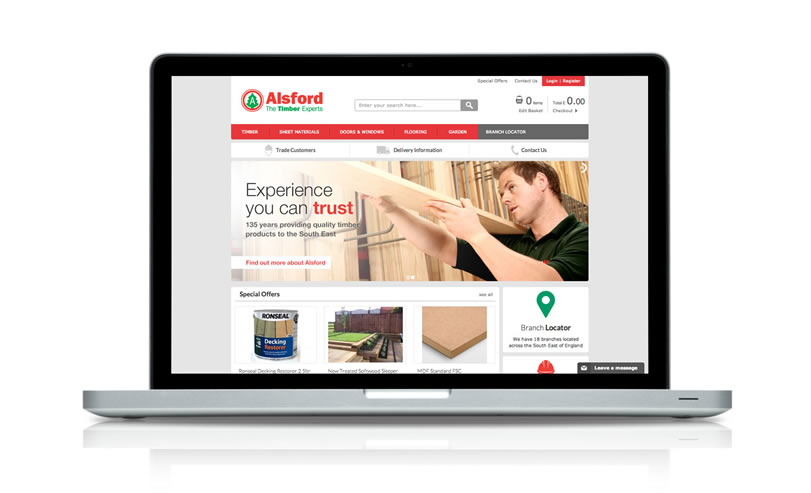 Special Offers Contact Us Login | Register
Alsford
The Timber Experts
Enter your search here....
0 items Total £ 0.00
Edit Basket Checkout
TIMBER SHEET MATERIALS DOORS & WINDOWS FLOORING GARDEN BRANCH LOCATOR
Trade Customers Delivery Information Contact Us
Experience
you can trust
135 years providing quality timber
products to the South East
Find out more about Alsford
Special Offers see all
RONSEAL
Decking
Restorer
Branch Locator
We have 18 branches located
across the South East of England
Ronseal Decking Restorer 2.5ltr New Treated Softwood Sleeper MDF Standard FSC
Leave a message